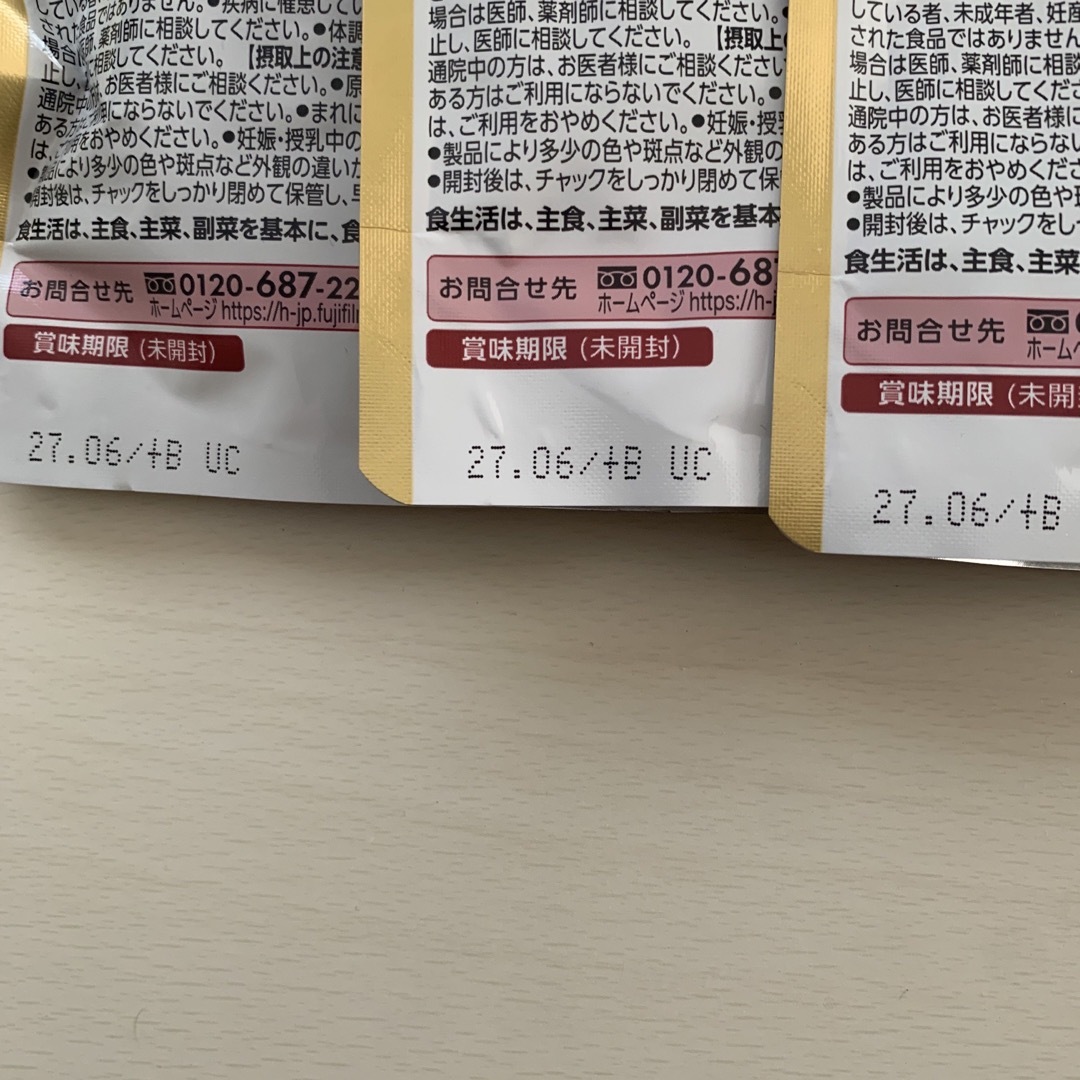 ではありません。●疾病に罹患してい
師、薬剤師に相談してください。●体調
相談してください。【摂取上の注意
通院中の お医者様にご相談ください。●原
ある にならないでください。●まれに
は、 をおやめください。●妊娠・授乳中の
●製品により多少の色や斑点など外観の違いが
●開封後は、チャックをしっかり閉めて保管し、早
食生活は、主食、主菜、副菜を基本に、食
お問合せ先 0120-687-22
ホームページ https://h-jp.fujifil
賞味期限 (未開封)
27.06/+B UC
場合は医師、薬剤師に相談してください。●
止し、医師に相談してください。【摂取上の
通院中の方は、お医者様にご相談ください
ある方はご利用にならないでください。●
は、ご利用をおやめください。●妊娠・授乳
●製品により多少の色や斑点など外観の
●開封後は、チャックをしっかり閉めて保
食生活は、主食、主菜、副菜を基本
お問合せ先 0120-687
ホームページ https://h-j
賞味期限 (未開封)
27.06/+B UC
している者、未成年者、妊産
された食品ではありません
場合は医師、薬剤師に相談
止し、医師に相談してくださ
通院中の方は、お医者様に
ある方はご利用にならない
は、ご利用をおやめくださ
●製品により多少の色や斑
●開封後は、チャックをしっ
食生活は、主食、主菜
お問合せ先
ホームペ
賞味期限 (未開封
27.06/+B